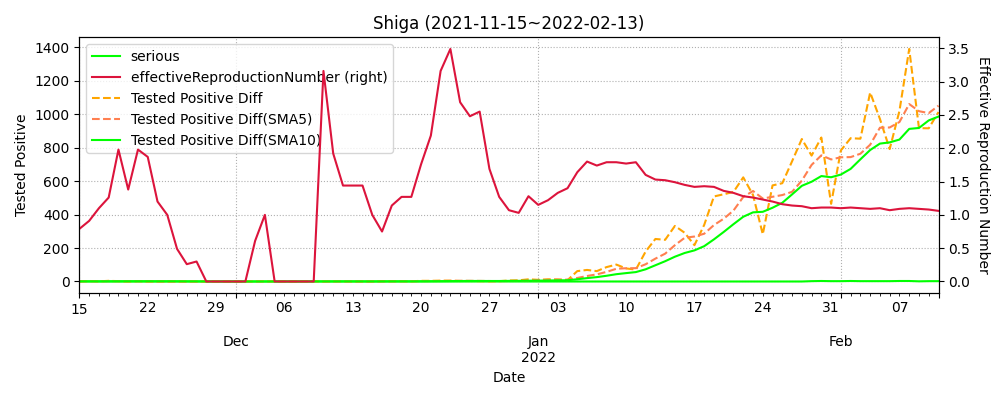 Shiga (2021-11-15~2022-02-13)
serious
effectiveReproductionNumber (right)
Tested Positive Diff
Tested Positive Diff(SMA5)
Tested Positive Diff(SMA10)
Tested Positive
1400
1200
1000
800
600
400
200
0
3.5
3.0
2.5
2.0
1.5
1.0
0.5
0.0
Effective Reproduction Number
15 22 29 06 13 20 27 03 10 17 24 31 07
Dec Jan Feb
2022
Date